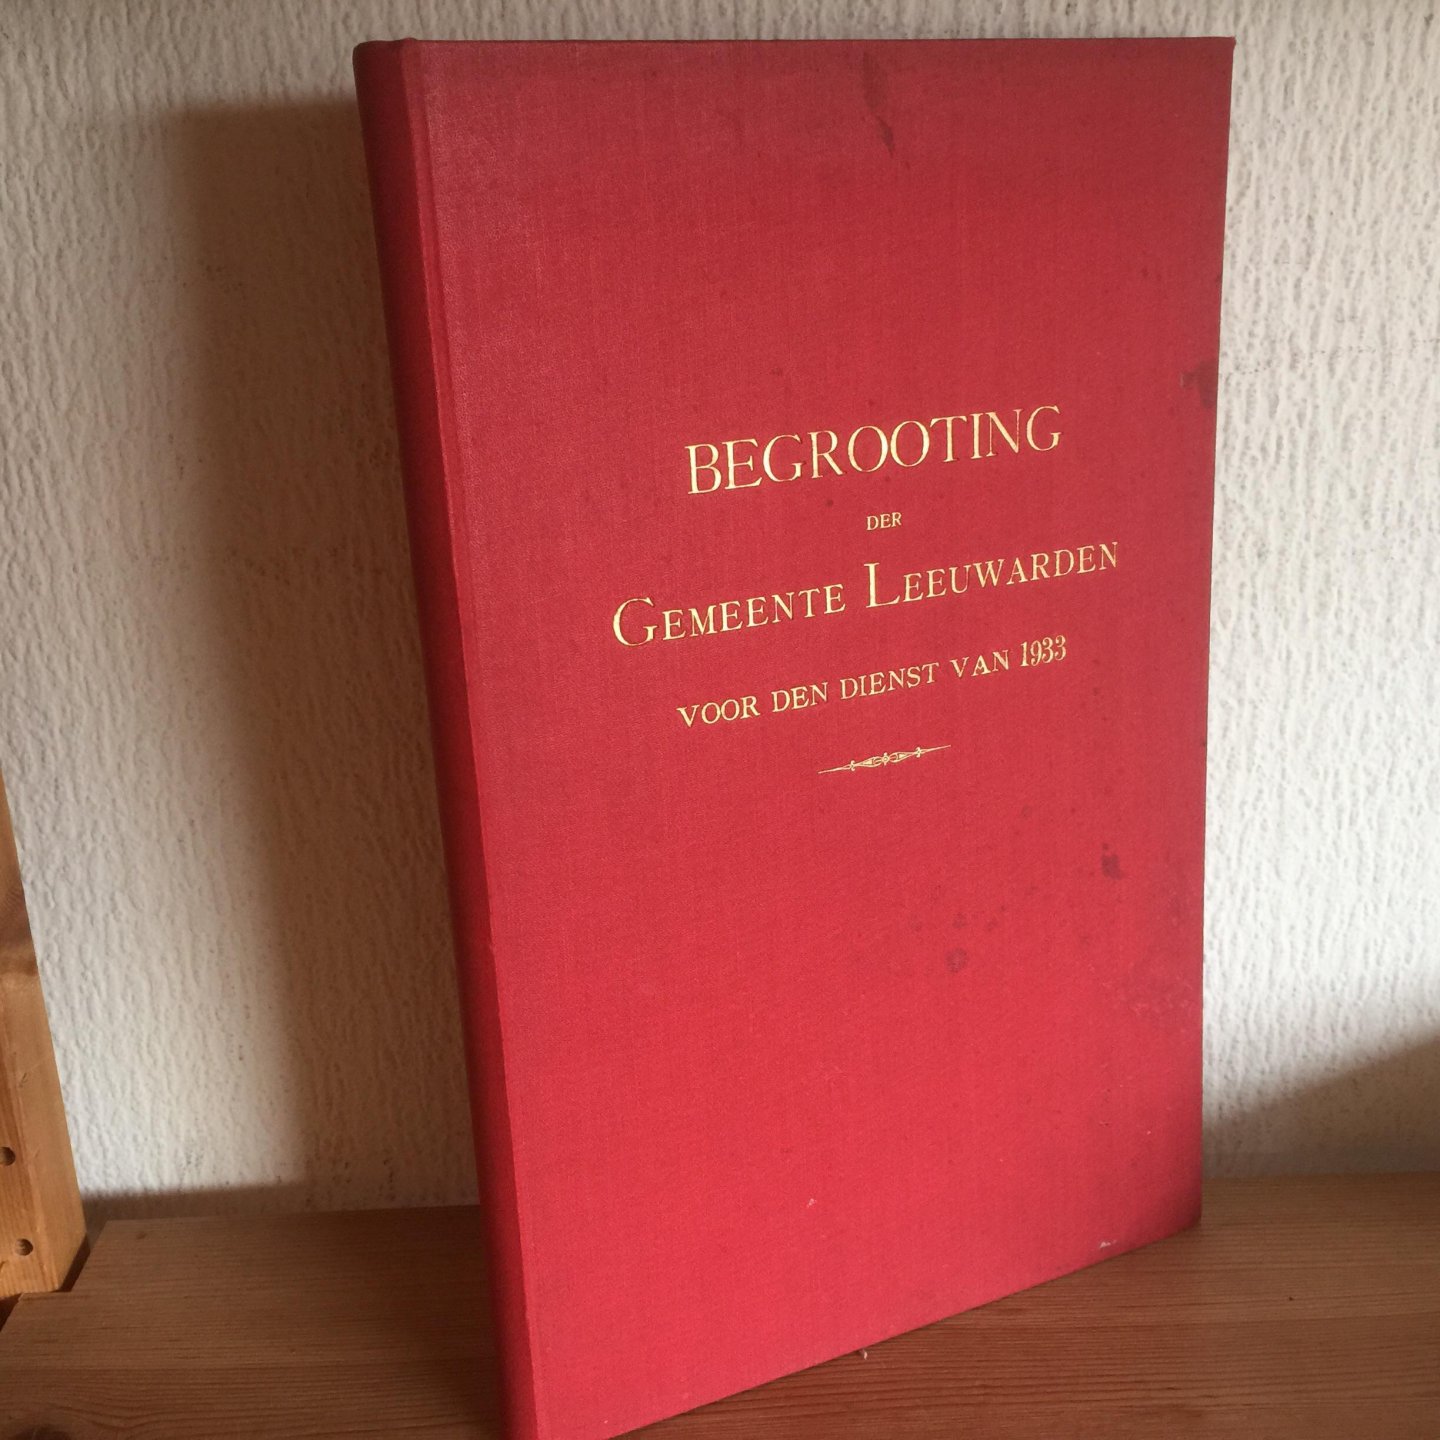 BEGROOTING
DER
GEMEENTE LEEUWARDEN
VOOR DEN DIENST VAN 1933